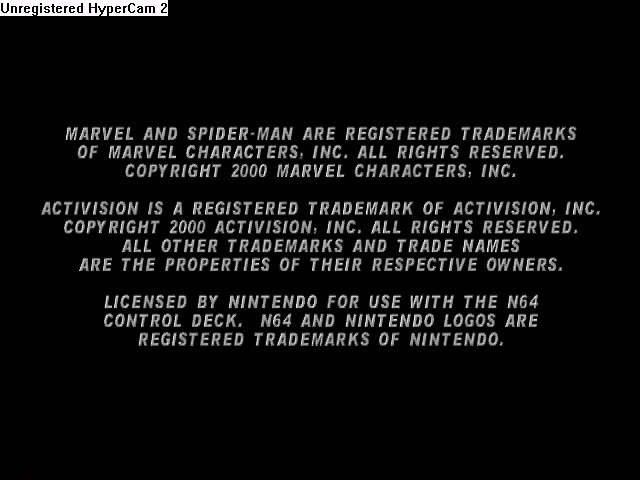 Unregistered HyperCam 2
MARVEL AND SPIDER-MAN ARE REGISTERED TRADEMARKS
OF MARVEL CHARACTERS, INC. ALL RIGHTS RESERVED.
COPYRIGHT 2000 MARVEL CHARACTERS, INC.
ACTIVISION IS A REGISTERED TRADEMARK OF ACTIVISION, INC.
COPYRIGHT 2000 ACTIVISION, INC. ALL RIGHTS RESERVED.
ALL OTHER TRADEMARKS AND TRADE NAMES
ARE THE PROPERTIES OF THEIR RESPECTIVE OWNERS.
LICENSED BY NINTENDO FOR USE WITH THE N64
CONTROL DECK. N64 AND NINTENDO LOGOS ARE
REGISTERED TRADEMARKS OF NINTENDO.